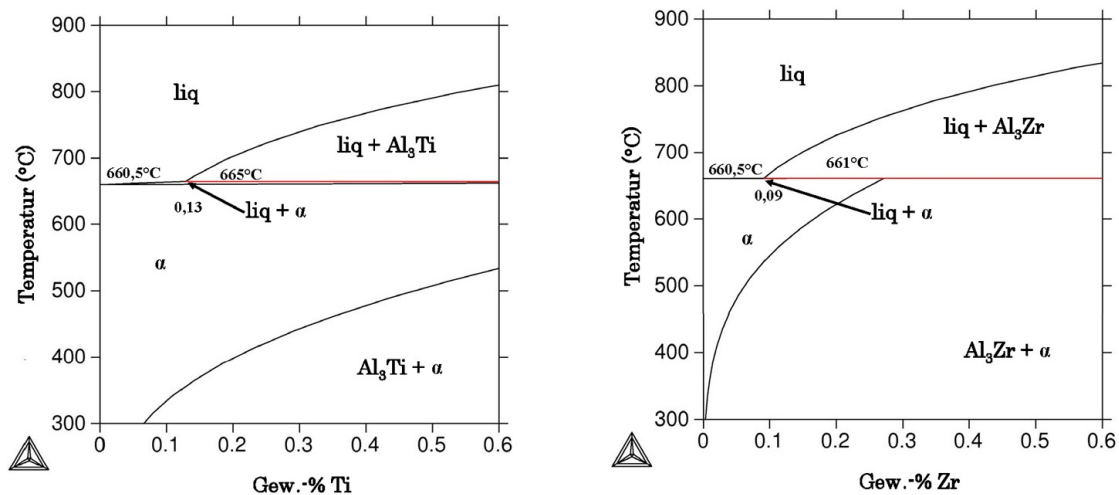 900
800
700
600
500
400
300
Temperatur (°C)
liq
liq + Al₃Ti
660,5°C
665°C
0,13
liq + α
α
Al₃Ti + α
0
0.1
0.2
0.3
0.4
0.5
0.6
Gew.-% Ti
900
800
700
600
500
400
300
Temperatur (°C)
liq
liq + Al₃Zr
660,5°C
661°C
0,09
liq + α
α
Al₃Zr + α
0
0.1
0.2
0.3
0.4
0.5
0.6
Gew.-% Zr